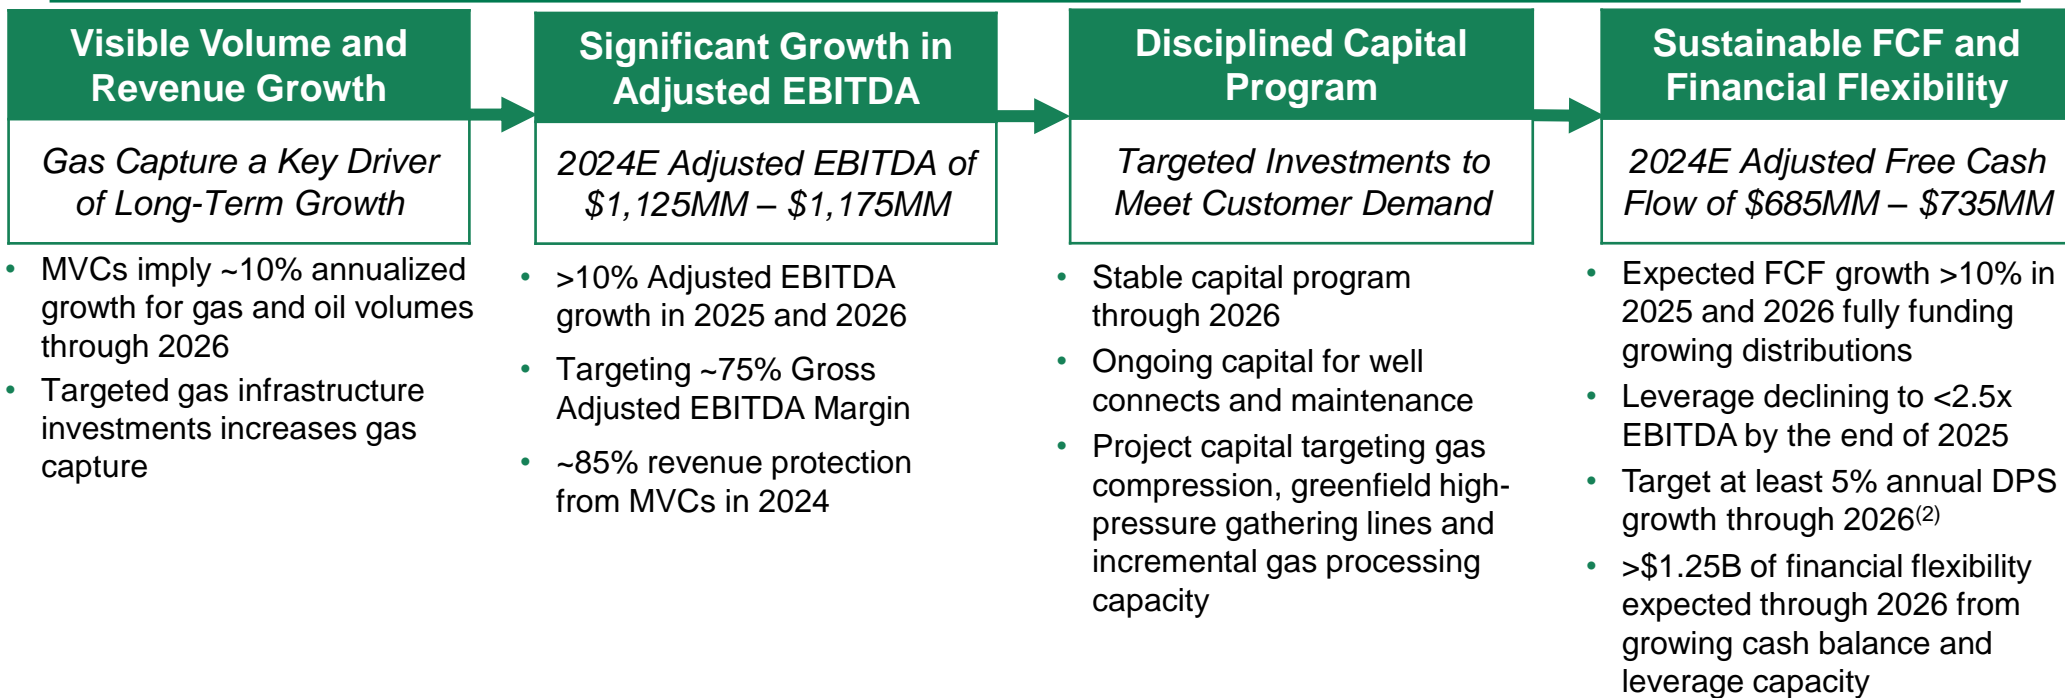 Visible Volume and
Revenue Growth
Gas Capture a Key Driver
of Long-Term Growth
• MVCs imply ~10% annualized
growth for gas and oil volumes
through 2026
• Targeted gas infrastructure
investments increases gas
capture
Significant Growth in
Adjusted EBITDA
2024E Adjusted EBITDA of
$1,125MM – $1,175MM
• >10% Adjusted EBITDA
growth in 2025 and 2026
• Targeting ~75% Gross
Adjusted EBITDA Margin
• ~85% revenue protection
from MVCs in 2024
Disciplined Capital
Program
Targeted Investments to
Meet Customer Demand
• Stable capital program
through 2026
• Ongoing capital for well
connects and maintenance
• Project capital targeting gas
compression, greenfield high-
pressure gathering lines and
incremental gas processing
capacity
Sustainable FCF and
Financial Flexibility
2024E Adjusted Free Cash
Flow of $685MM – $735MM
• Expected FCF growth >10% in
2025 and 2026 fully funding
growing distributions
• Leverage declining to <2.5x
EBITDA by the end of 2025
• Target at least 5% annual DPS
growth through 2026(2)
• >$1.25B of financial flexibility
expected through 2026 from
growing cash balance and
leverage capacity